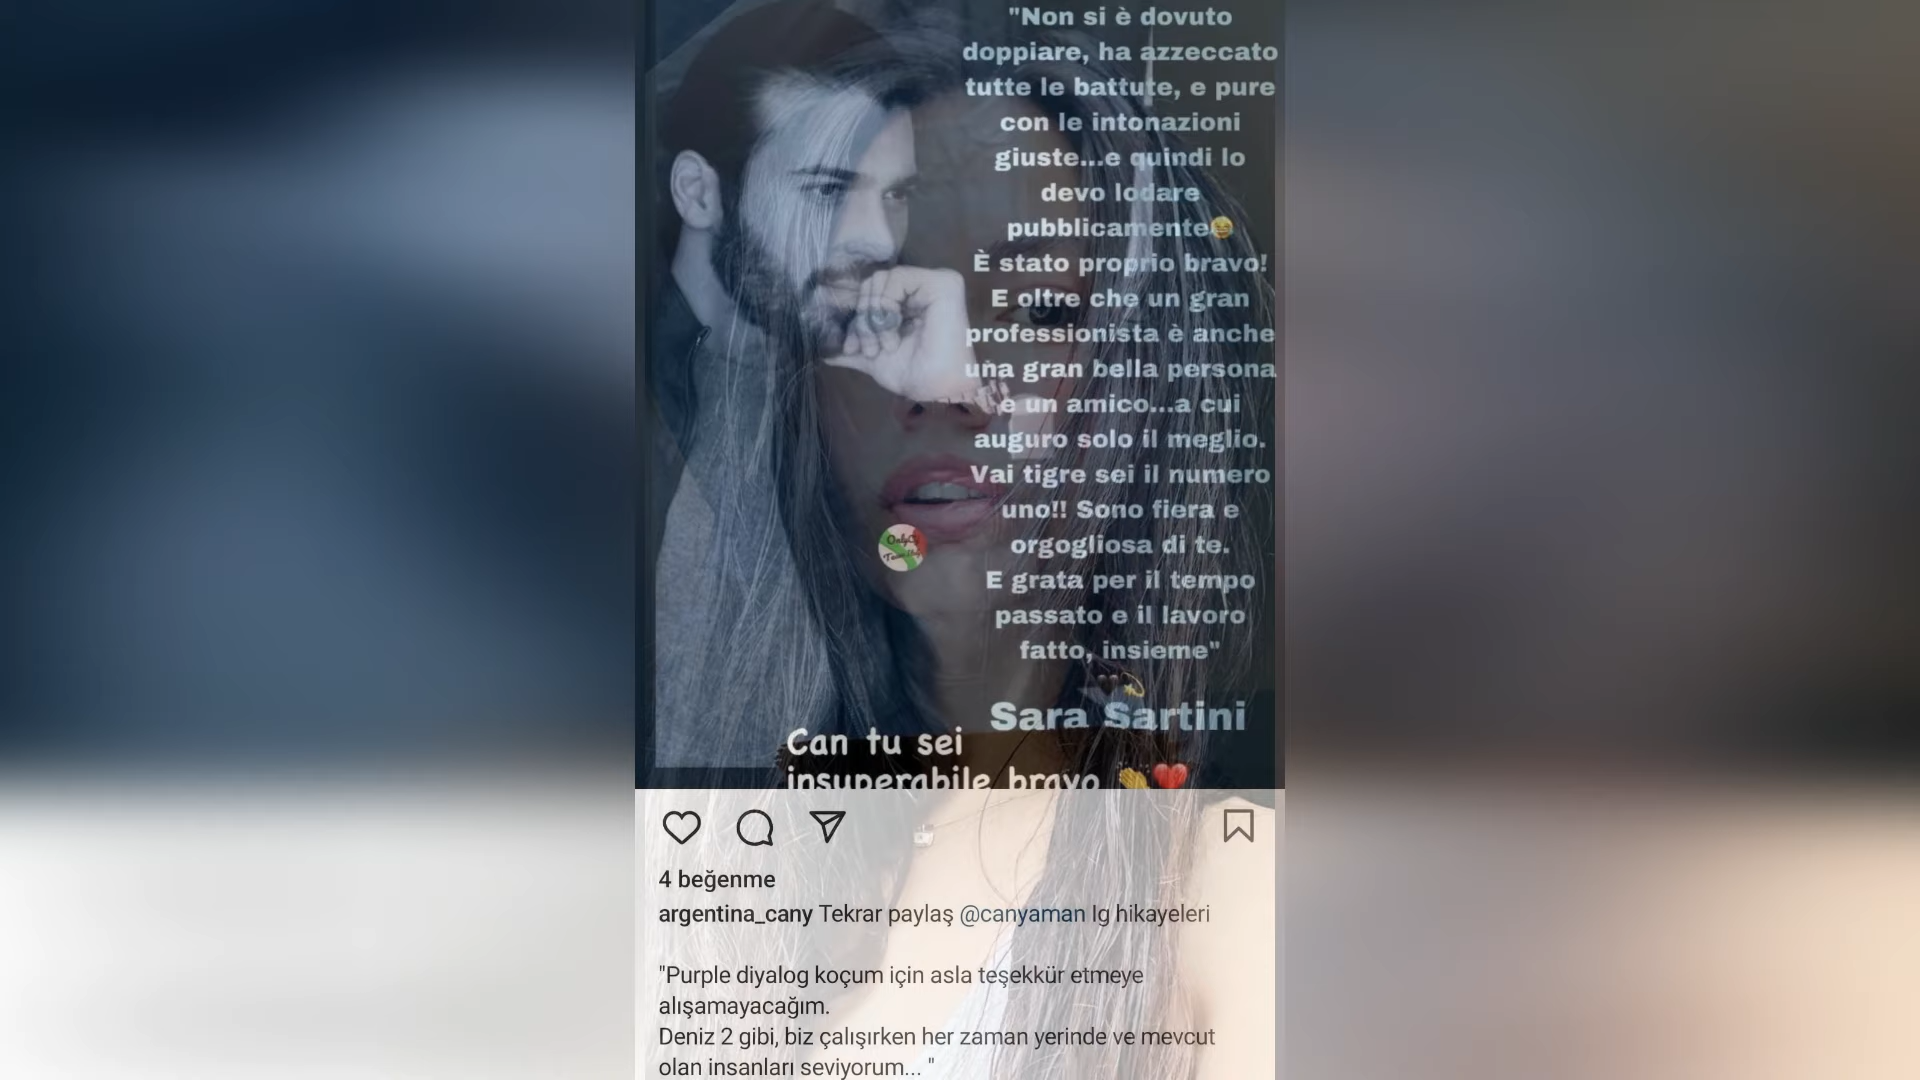 "Non si è dovuto
doppiare, ha azzeccato
tutte le battute, e pure
con le intonazioni
giuste...e quindi lo
devo lodare
pubblicamente😂
È stato proprio bravo!
E oltre che un gran
professionista è anche
una gran bella persona
e un amico...a cui
auguro solo il meglio.
Vai tigre sei il numero
uno!! Sono fiera e
orgogliosa di te.
E grata per il tempo
passato e il lavoro
fatto, insieme"
Sara Sartini
Can tu sei
insuperabile bravo 👏❤️
4 beğenme
argentina_cany Tekrar paylaş @canyaman Ig hikayeleri
"Purple diyalog koçum için asla teşekkür etmeye
alışamayacağım.
Deniz 2 gibi, biz çalışırken her zaman yerinde ve mevcut
olan insanları seviyorum... "